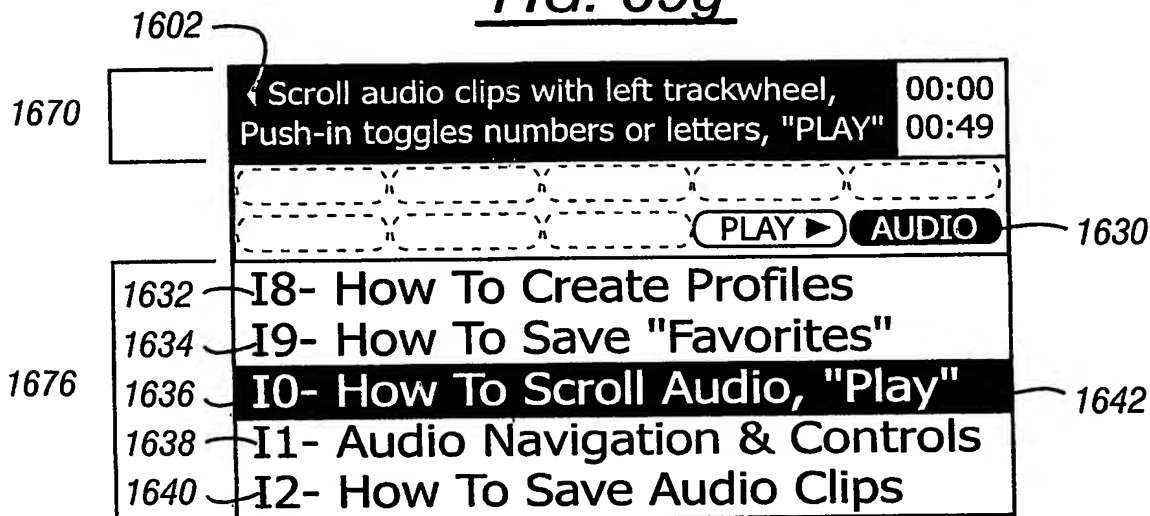 1602
1670
Scroll audio clips with left trackwheel, 00:00
Push-in toggles numbers or letters, "PLAY" 00:49
PLAY ► AUDIO 1630
1632 I8- How To Create Profiles
1634 I9- How To Save "Favorites"
1676 1636 I0- How To Scroll Audio, "Play" 1642
1638 I1- Audio Navigation & Controls
1640 I2- How To Save Audio Clips